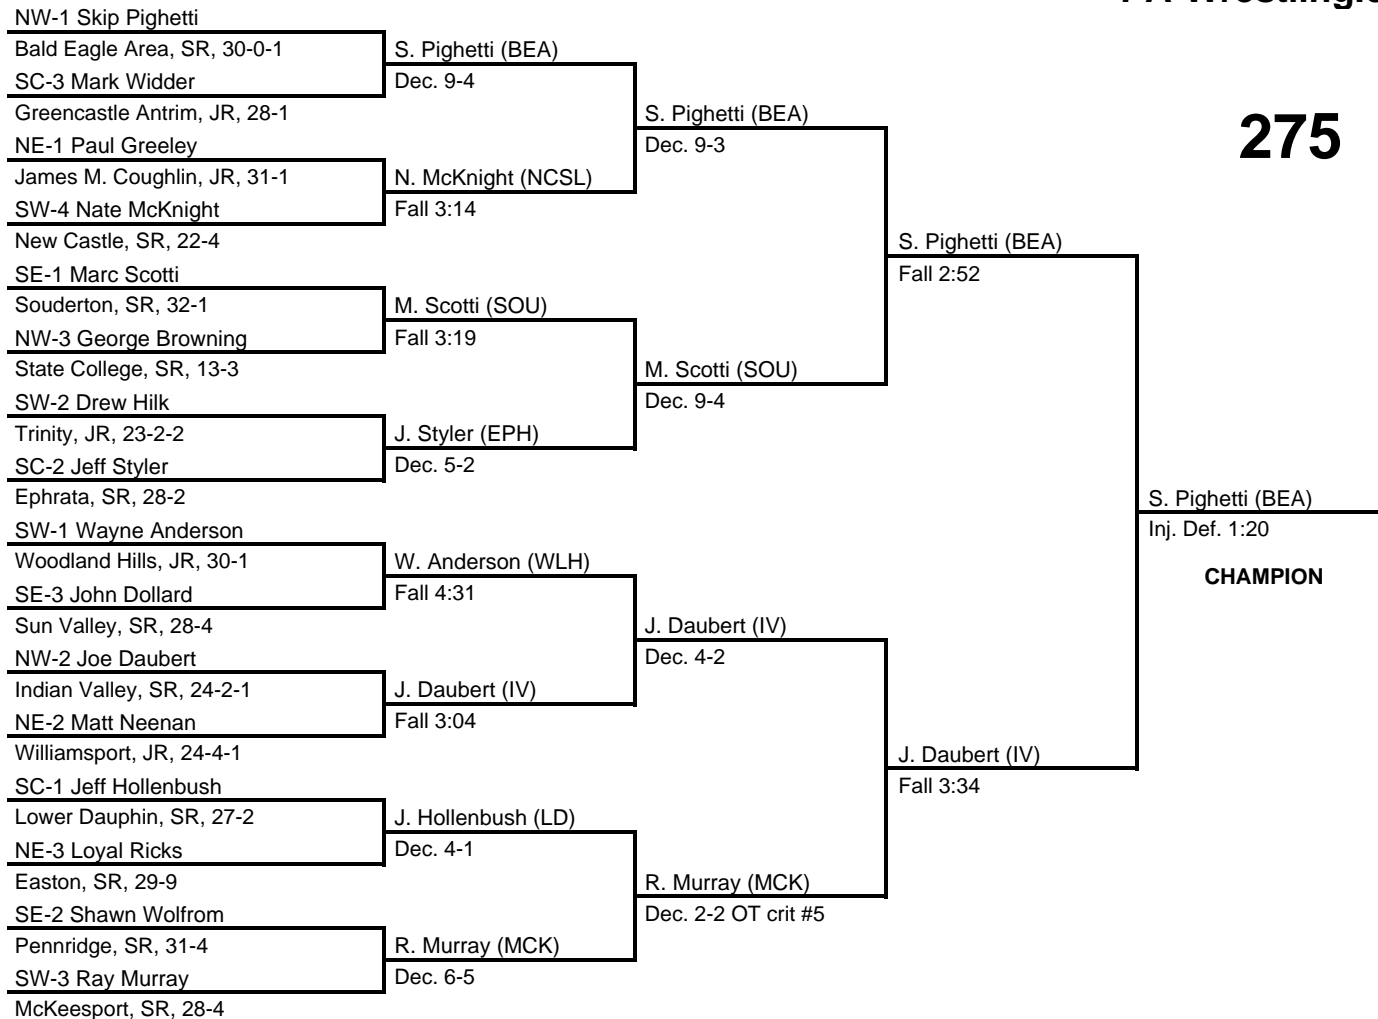 NW-1 Skip Pighetti
Bald Eagle Area, SR, 30-0-1
SC-3 Mark Widder
Greencastle Antrim, JR, 28-1
NE-1 Paul Greeley
James M. Coughlin, JR, 31-1
SW-4 Nate McKnight
New Castle, SR, 22-4
SE-1 Marc Scotti
Souderton, SR, 32-1
NW-3 George Browning
State College, SR, 13-3
SW-2 Drew Hilk
Trinity, JR, 23-2-2
SC-2 Jeff Styler
Ephrata, SR, 28-2
SW-1 Wayne Anderson
Woodland Hills, JR, 30-1
SE-3 John Dollard
Sun Valley, SR, 28-4
NW-2 Joe Daubert
Indian Valley, SR, 24-2-1
NE-2 Matt Neenan
Williamsport, JR, 24-4-1
SC-1 Jeff Hollenbush
Lower Dauphin, SR, 27-2
NE-3 Loyal Ricks
Easton, SR, 29-9
SE-2 Shawn Wolfrom
Pennridge, SR, 31-4
SW-3 Ray Murray
McKeesport, SR, 28-4
S. Pighetti (BEA)
Dec. 9-4
N. McKnight (NCSL)
Fall 3:14
M. Scotti (SOU)
Fall 3:19
J. Styler (EPH)
Dec. 5-2
W. Anderson (WLH)
Fall 4:31
J. Daubert (IV)
Fall 3:04
J. Hollenbush (LD)
Dec. 4-1
R. Murray (MCK)
Dec. 6-5
S. Pighetti (BEA)
Dec. 9-3
M. Scotti (SOU)
Dec. 9-4
J. Daubert (IV)
Dec. 4-2
R. Murray (MCK)
Dec. 2-2 OT crit #5
S. Pighetti (BEA)
Fall 2:52
J. Daubert (IV)
Fall 3:34
275
S. Pighetti (BEA)
Inj. Def. 1:20
CHAMPION